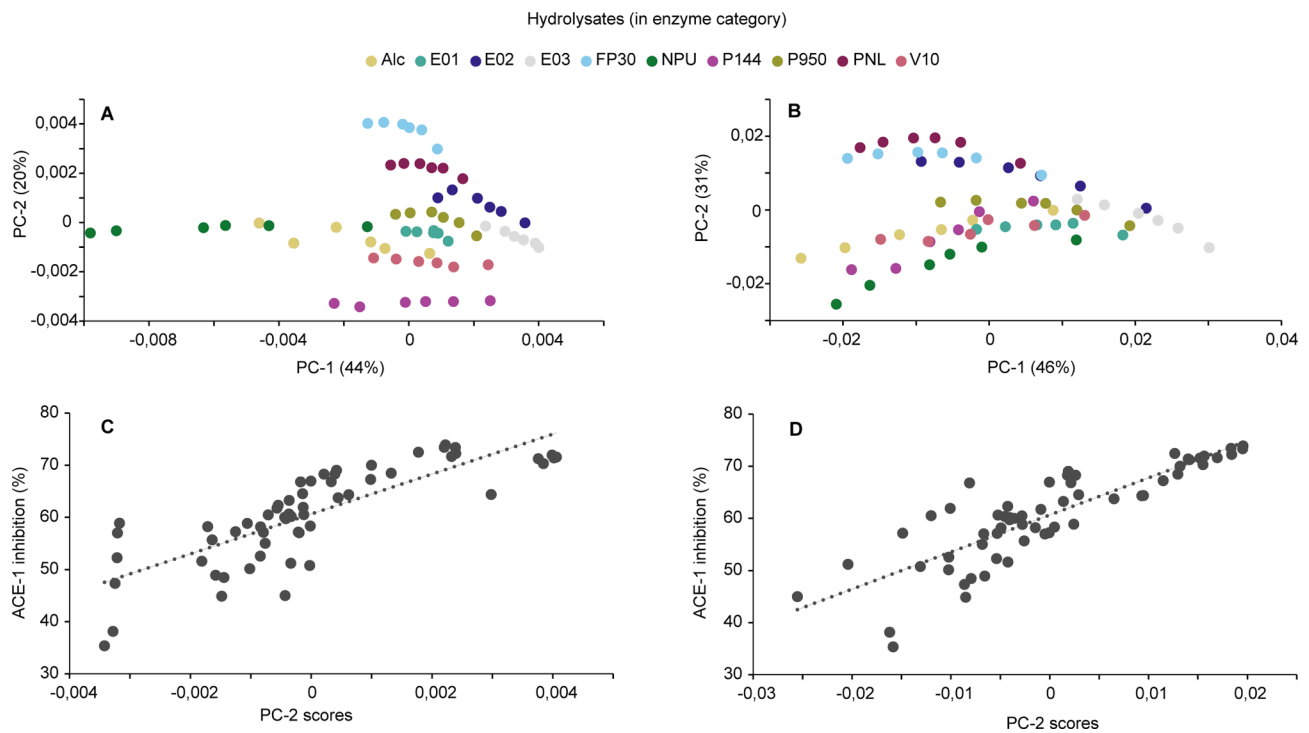 Hydrolysates (in enzyme category)
Alc E01 E02 E03 FP30 NPU P144 P950 PNL V10
A
PC-2 (20%)
0,004
0,002
0
-0,002
-0,004
-0,008 -0,004 0 0,004
PC-1 (44%)
B
PC-2 (31%)
0,02
0
-0,02
-0,02 0 0,02 0,04
PC-1 (46%)
C
ACE-1 inhibition (%)
80
70
60
50
40
30
-0,004 -0,002 0 0,002 0,004
PC-2 scores
D
ACE-1 inhibition (%)
80
70
60
50
40
30
-0,03 -0,02 -0,01 0 0,01 0,02
PC-2 scores